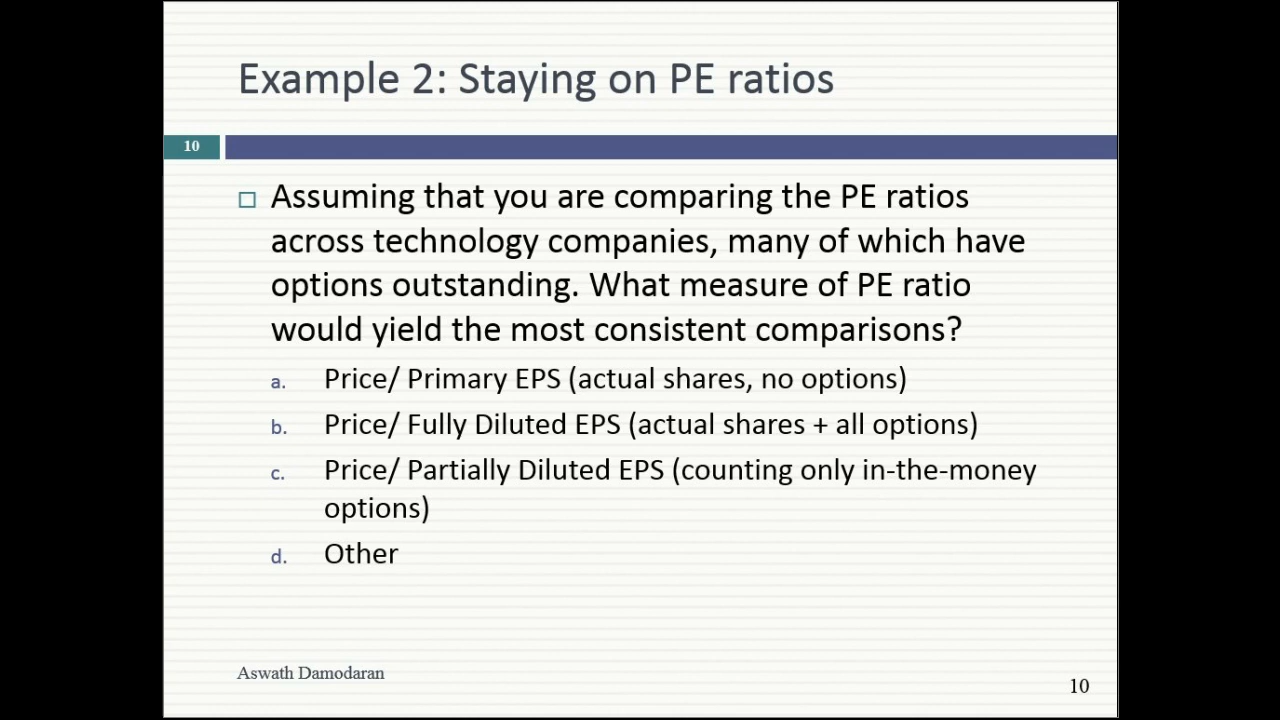 Example 2: Staying on PE ratios
10
Assuming that you are comparing the PE ratios
across technology companies, many of which have
options outstanding. What measure of PE ratio
would yield the most consistent comparisons?
a. Price/ Primary EPS (actual shares, no options)
b. Price/ Fully Diluted EPS (actual shares + all options)
c. Price/ Partially Diluted EPS (counting only in-the-money
options)
d. Other
Aswath Damodaran
10